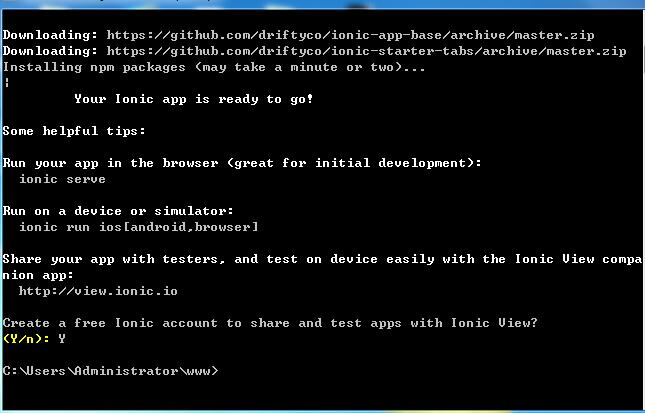 Downloading: https://github.com/driftyco/ionic-app-base/archive/master.zip
Downloading: https://github.com/driftyco/ionic-starter-tabs/archive/master.zip
Installing npm packages (may take a minute or two)...
¦
Your Ionic app is ready to go!
Some helpful tips:
Run your app in the browser (great for initial development):
ionic serve
Run on a device or simulator:
ionic run ios[android,browser]
Share your app with testers, and test on device easily with the Ionic View compa
nion app:
http://view.ionic.io
Create a free Ionic account to share and test apps with Ionic View?
(Y/n): Y
C:\Users\Administrator\www>